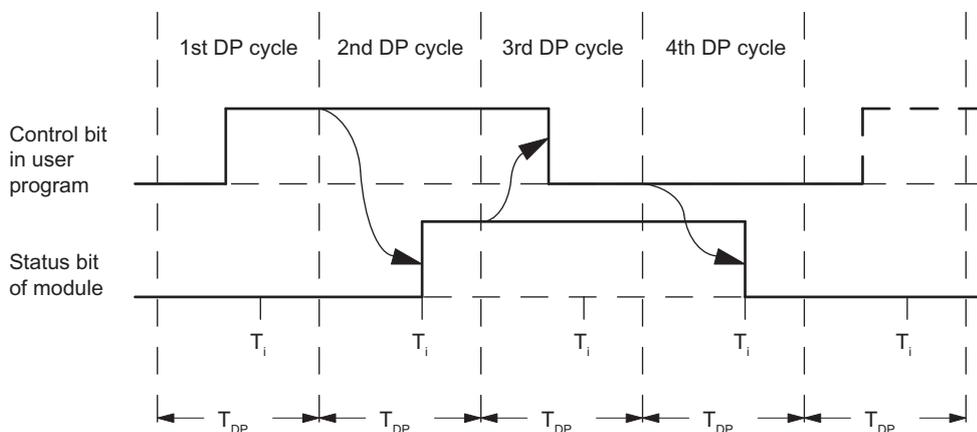 1st DP cycle
2nd DP cycle
3rd DP cycle
4th DP cycle
Control bit
in user
program
Status bit
of module
Ti
Ti
Ti
Ti
Ti
TDP
TDP
TDP
TDP
TDP